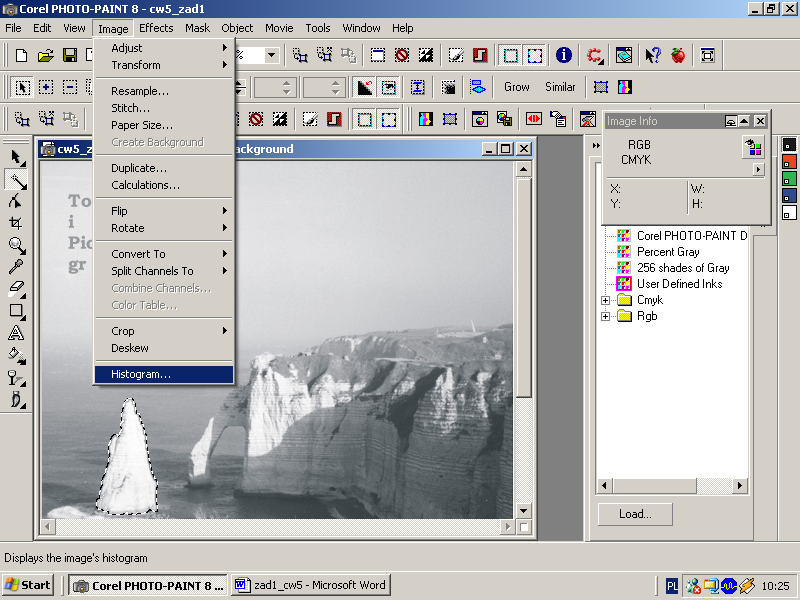 Corel PHOTO-PAINT 8 - cw5_zad1
File Edit View Image Effects Mask Object Movie Tools Window Help
%
Grow Similar
cw5_z
ackground
Adjust
Transform
Resample...
Stitch...
Paper Size...
Create Background
Duplicate...
Calculations...
Flip
Rotate
Convert To
Split Channels To
Combine Channels...
Color Table...
Crop
Deskew
Histogram...
To
i
Pio
gr
Image Info
RGB
CMYK
X: W:
Y: H:
Corel PHOTO-PAINT D
Percent Gray
256 shades of Gray
User Defined Inks
Cmyk
Rgb
Load...
Displays the image's histogram
Start Corel PHOTO-PAINT 8 ... zad1_cw5 - Microsoft Word PL 10:25